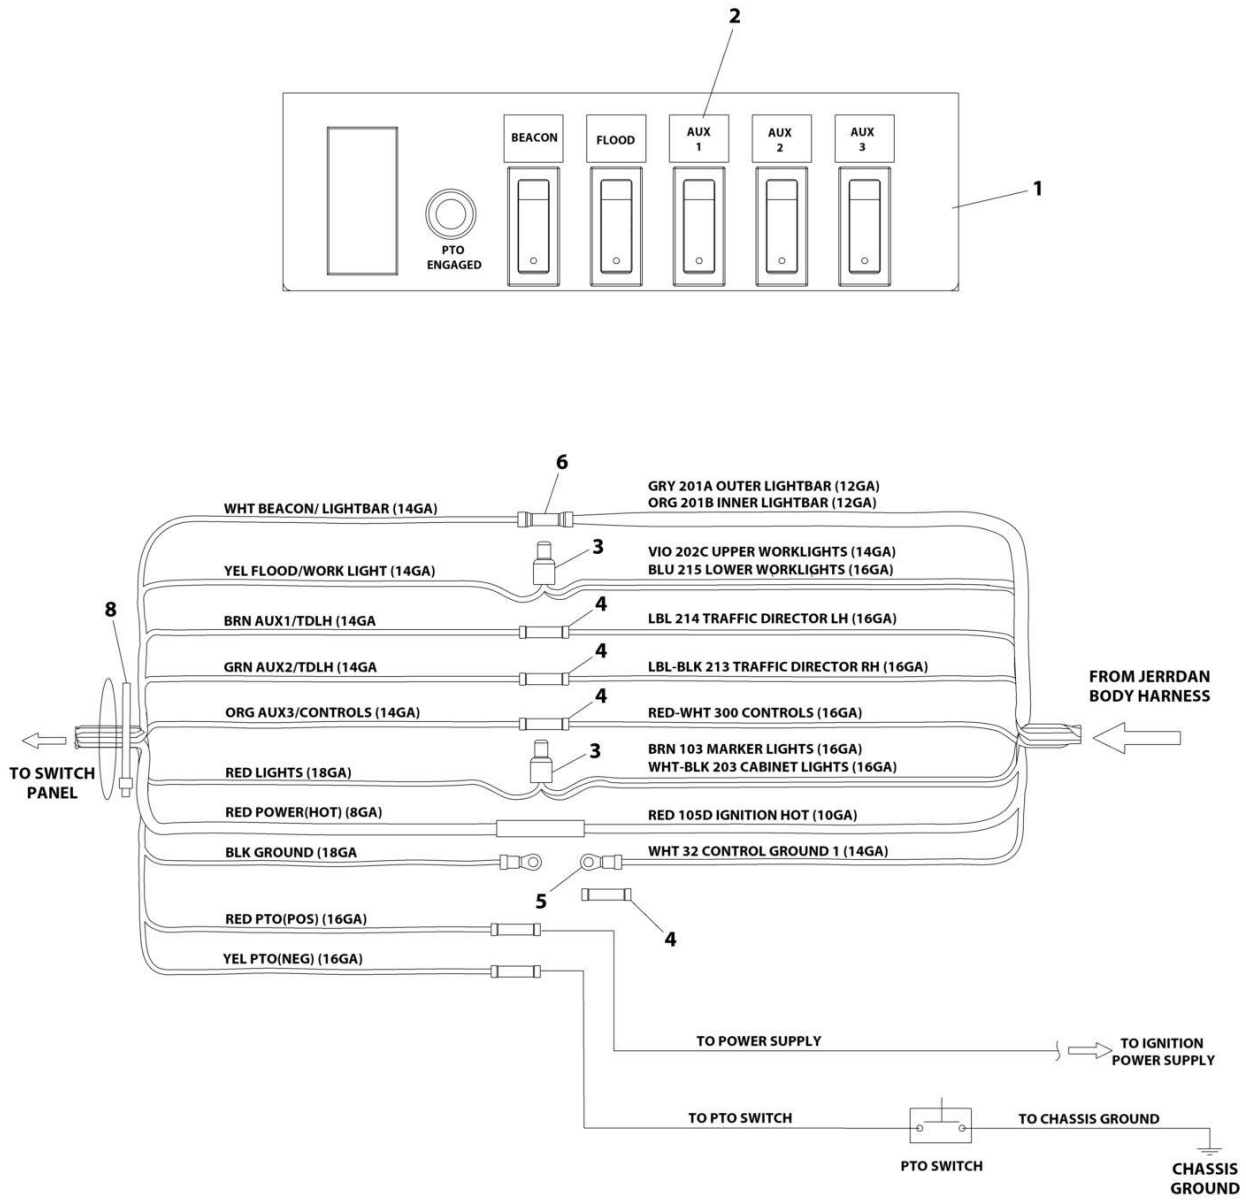 2
BEACON
FLOOD
AUX
1
AUX
2
AUX
3
1
PTO
ENGAGED
6
GRY 201A OUTER LIGHTBAR (12GA)
WHT BEACON/ LIGHTBAR (14GA)
ORG 201B INNER LIGHTBAR (12GA)
3
VIO 202C UPPER WORKLIGHTS (14GA)
YEL FLOOD/WORK LIGHT (14GA)
BLU 215 LOWER WORKLIGHTS (16GA)
8
4
BRN AUX1/TDLH (14GA
LBL 214 TRAFFIC DIRECTOR LH (16GA)
4
GRN AUX2/TDLH (14GA
LBL-BLK 213 TRAFFIC DIRECTOR RH (16GA)
FROM JERRDAN
BODY HARNESS
4
ORG AUX3/CONTROLS (14GA)
RED-WHT 300 CONTROLS (16GA)
3
BRN 103 MARKER LIGHTS (16GA)
TO SWITCH
PANEL
RED LIGHTS (18GA)
WHT-BLK 203 CABINET LIGHTS (16GA)
RED POWER(HOT) (8GA)
RED 105D IGNITION HOT (10GA)
BLK GROUND (18GA
WHT 32 CONTROL GROUND 1 (14GA)
5
4
RED PTO(POS) (16GA)
YEL PTO(NEG) (16GA)
TO POWER SUPPLY
TO IGNITION
POWER SUPPLY
TO PTO SWITCH
TO CHASSIS GROUND
PTO SWITCH
CHASSIS
GROUND